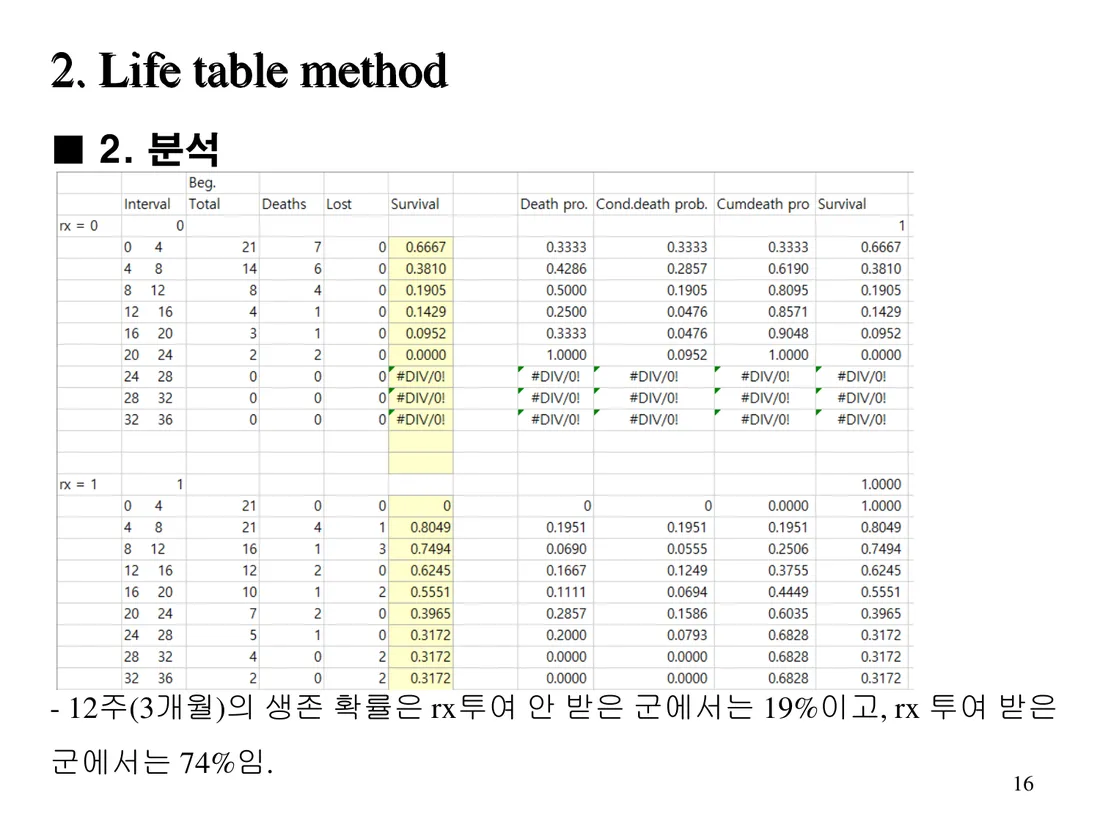 2. Life table method
■ 2. 분석
Beg.
Interval Total Deaths Lost Survival Death pro. Cond.death prob. Cumdeath pro Survival
rx = 0 0 1
0 4 21 7 0 0.6667 0.3333 0.3333 0.3333 0.6667
4 8 14 6 0 0.3810 0.4286 0.2857 0.6190 0.3810
8 12 8 4 0 0.1905 0.5000 0.1905 0.8095 0.1905
12 16 4 1 0 0.1429 0.2500 0.0476 0.8571 0.1429
16 20 3 1 0 0.0952 0.3333 0.0476 0.9048 0.0952
20 24 2 2 0 0.0000 1.0000 0.0952 1.0000 0.0000
24 28 0 0 0 #DIV/0! #DIV/0! #DIV/0! #DIV/0! #DIV/0!
28 32 0 0 0 #DIV/0! #DIV/0! #DIV/0! #DIV/0! #DIV/0!
32 36 0 0 0 #DIV/0! #DIV/0! #DIV/0! #DIV/0! #DIV/0!
rx = 1 1 1.0000
0 4 21 0 0 0 0 0 0.0000 1.0000
4 8 21 4 1 0.8049 0.1951 0.1951 0.1951 0.8049
8 12 16 1 3 0.7494 0.0690 0.0555 0.2506 0.7494
12 16 12 2 0 0.6245 0.1667 0.1249 0.3755 0.6245
16 20 10 1 2 0.5551 0.1111 0.0694 0.4449 0.5551
20 24 7 2 0 0.3965 0.2857 0.1586 0.6035 0.3965
24 28 5 1 0 0.3172 0.2000 0.0793 0.6828 0.3172
28 32 4 0 2 0.3172 0.0000 0.0000 0.6828 0.3172
32 36 2 0 2 0.3172 0.0000 0.0000 0.6828 0.3172
- 12주(3개월)의 생존 확률은 rx투여 안 받은 군에서는 19%이고, rx 투여 받은
군에서는 74%임.
16